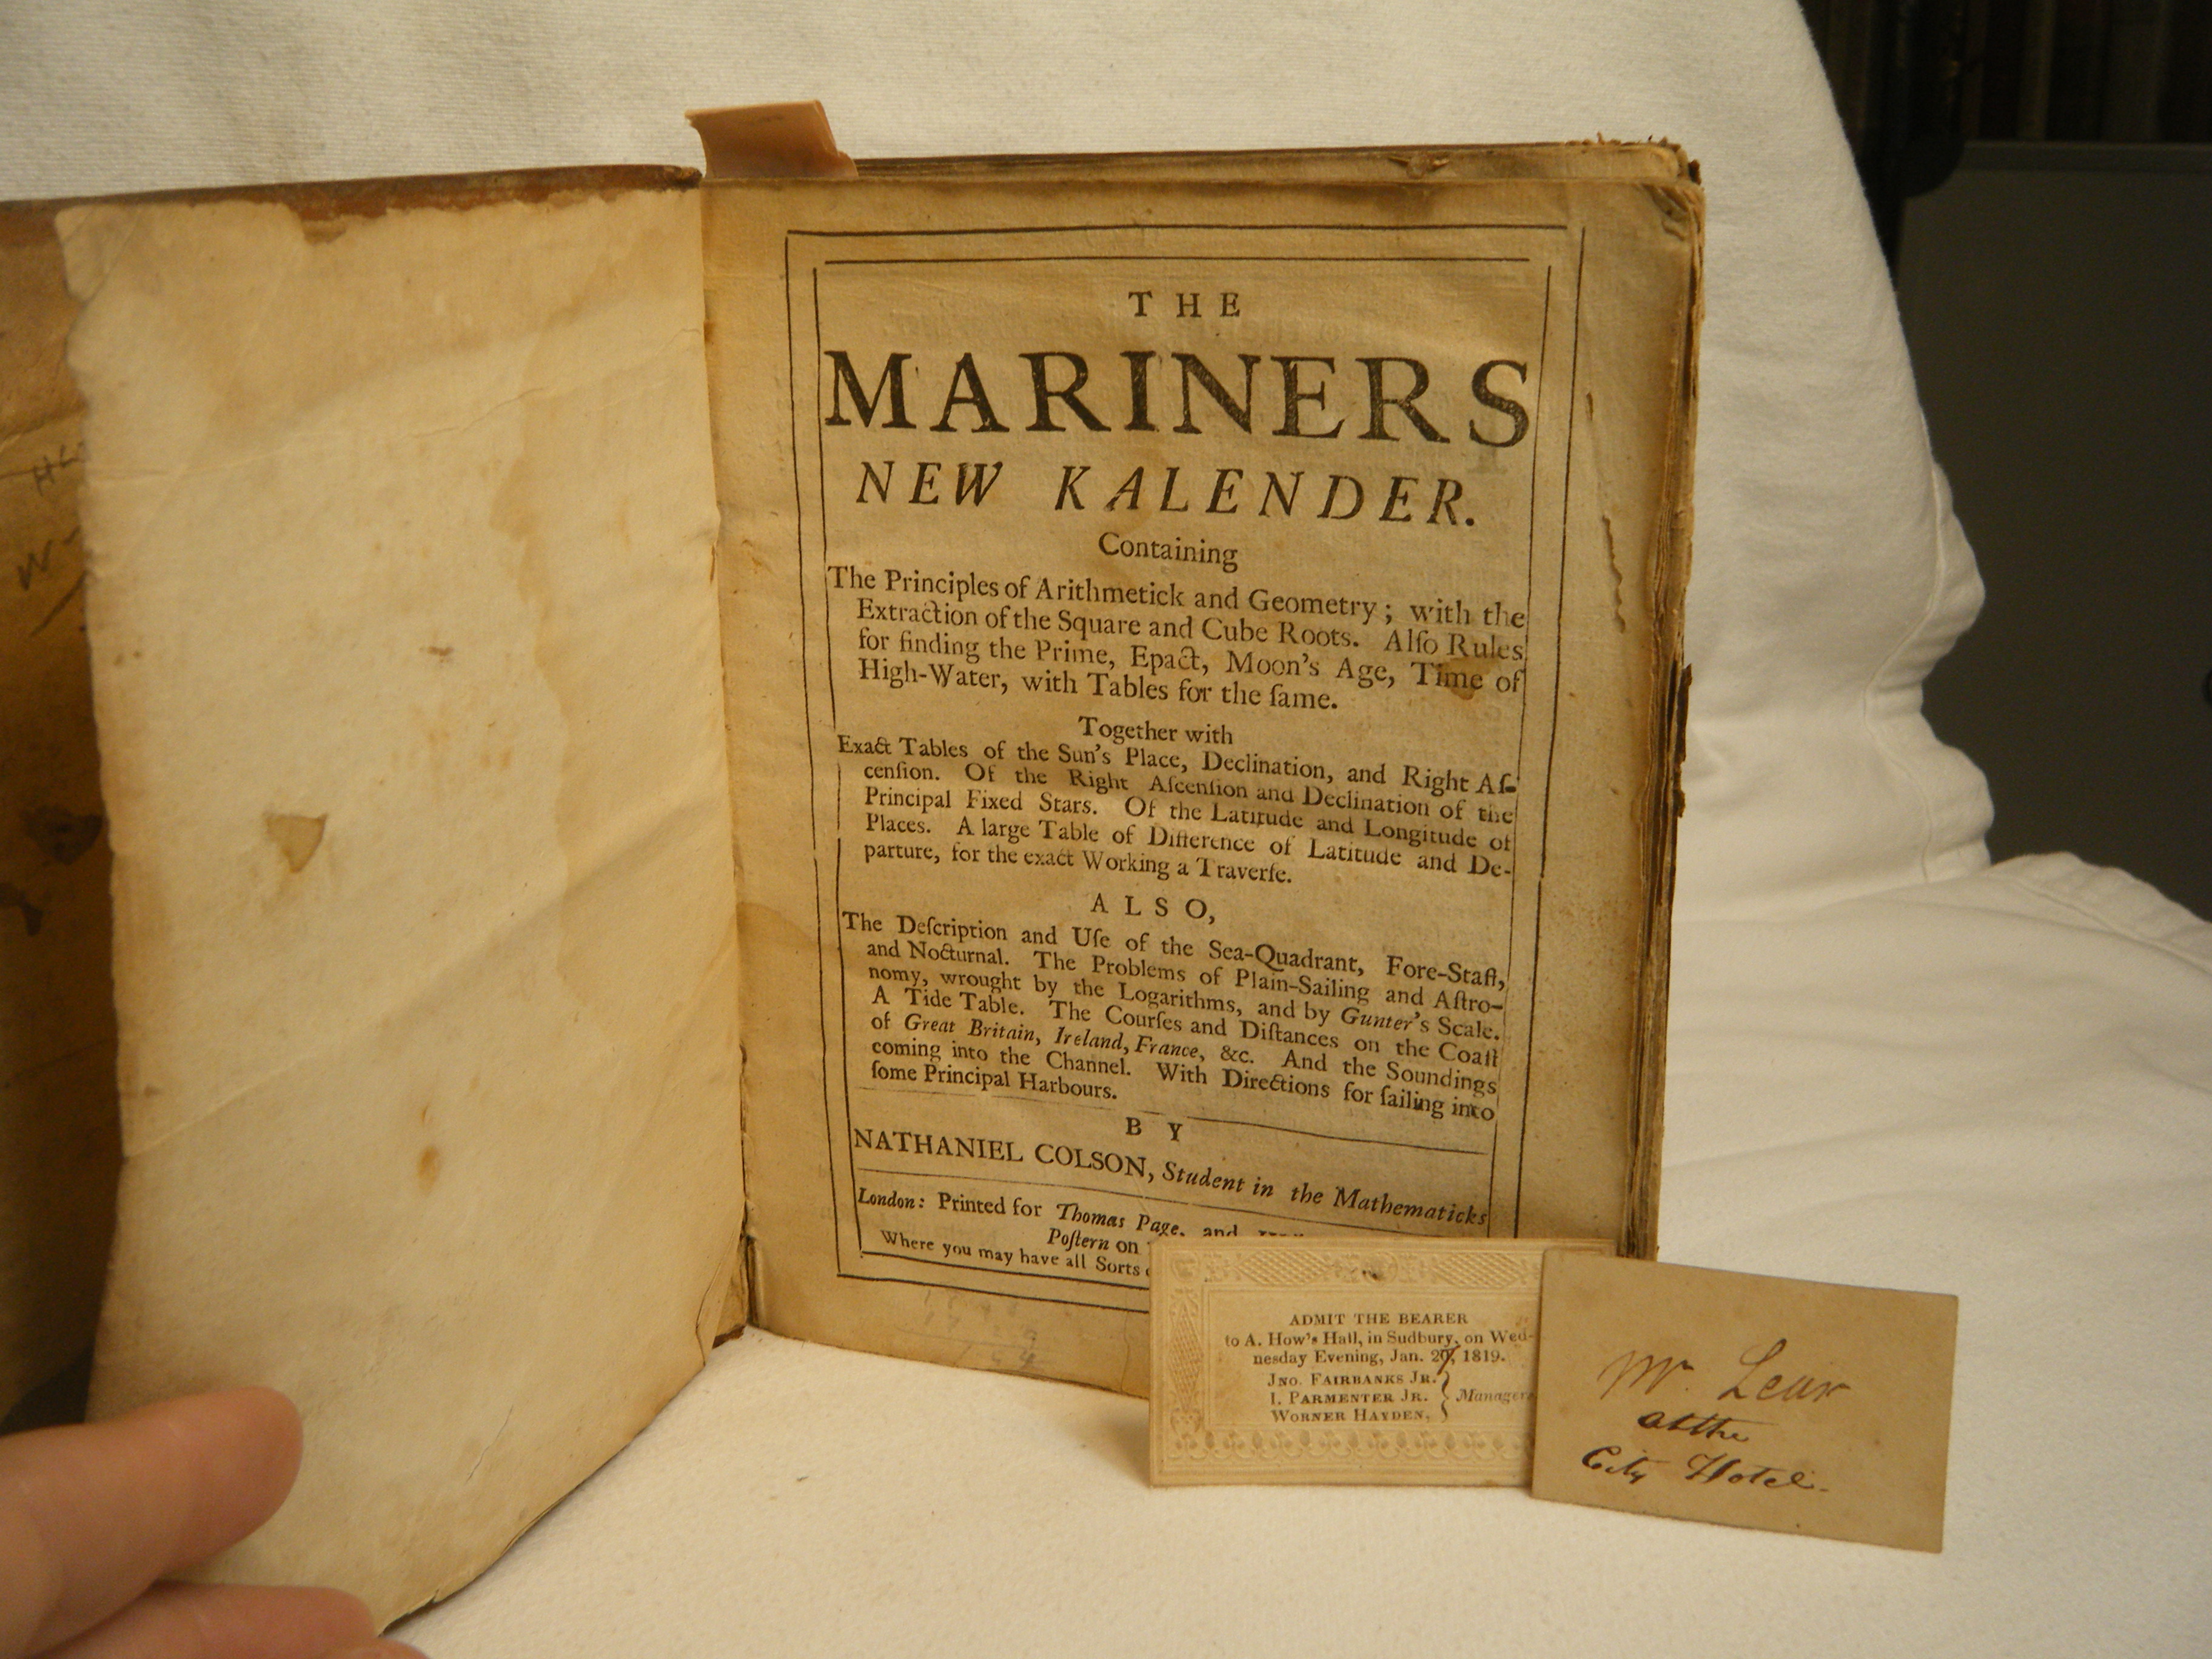 THE
MARINERS
NEW KALENDER.
Containing
The Principles of Arithmetick and Geometry; with the
Extraction of the Square and Cube Roots. Alſo Rules
for finding the Prime, Epact, Moon's Age, Time of
High-Water, with Tables for the ſame.
Together with
Exact Tables of the Sun's Place, Declination, and Right Aſ-
cenſion. Of the Right Aſcenſion and Declination of the
Principal Fixed Stars. Of the Latitude and Longitude of
Places. A large Table of Difference of Latitude and De-
parture, for the exact Working a Traverſe.
ALSO,
The Deſcription and Uſe of the Sea-Quadrant, Fore-Staff,
and Nocturnal. The Problems of Plain-Sailing and Aſtro-
nomy, wrought by the Logarithms, and by Gunter's Scale.
A Tide Table. The Courſes and Diſtances on the Coaſt
of Great Britain, Ireland, France, &c. And the Soundings
coming into the Channel. With Directions for ſailing into
ſome Principal Harbours.
BY
NATHANIEL COLSON, Student in the Mathematicks
London: Printed for Thomas Page, and
Poſtern on
Where you may have all Sorts
ADMIT THE BEARER
to A. How's Hall, in Sudbury, on Wed-
nesday Evening, Jan. 1819.
JNO. FAIRBANKS JR.
I. PARMENTER JR. Managers
WORNER HAYDEN,
Mr. Lear
at the
City Hotel.